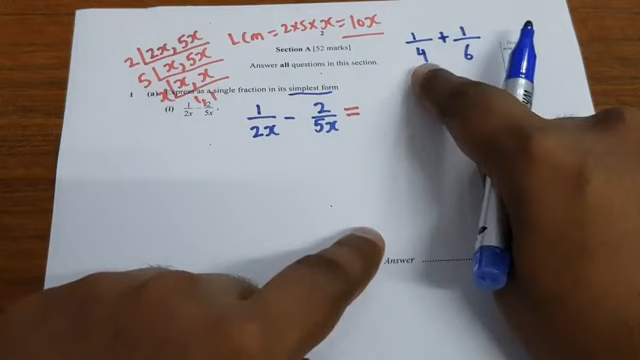 2 | 2x, 5x
5 | x, 5x
x | x, x
1, 1
LCM = 2×5×x = 10x
1/4 + 1/6
2
Section A [52 marks]
Answer all questions in this section.
1 (a) Express as a single fraction in its simplest form
(i) 1/2x − 2/5x .
1/2x − 2/5x =
Answer ....................